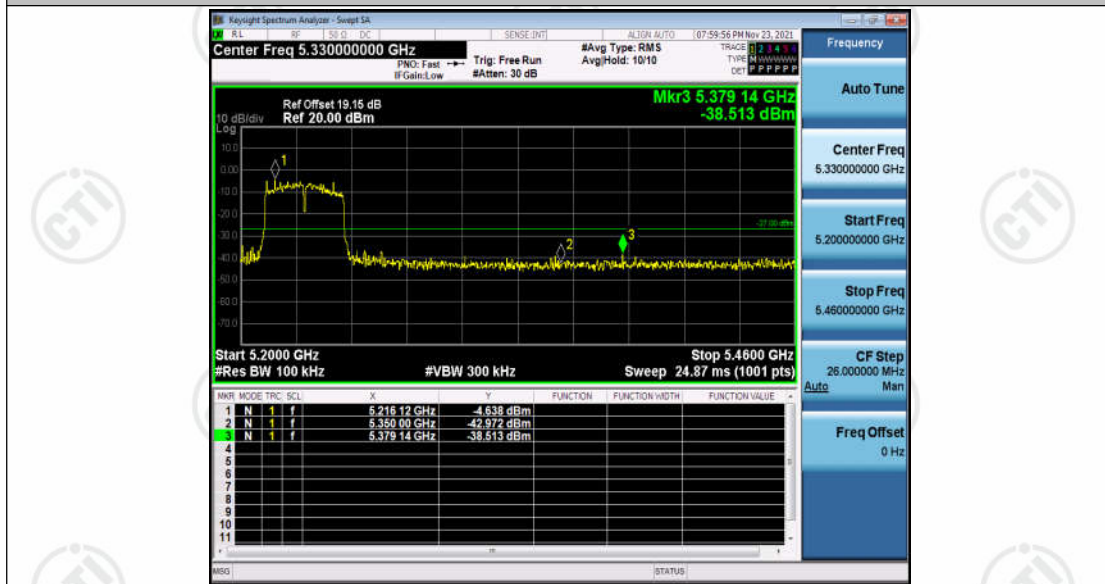 Keysight Spectrum Analyzer - Swept SA
RL RF 50 Ω DC SENSE:INT ALIGN AUTO 07:59:56 PM Nov 23, 2021
Center Freq 5.330000000 GHz
PNO: Fast
IFGain:Low
Trig: Free Run
#Atten: 30 dB
#Avg Type: RMS
Avg|Hold: 10/10
TRACE 1 2 3 4 5 6
TYPE M W W W W W
DET P P P P P P
Frequency
Auto Tune
Mkr3 5.379 14 GHz
-38.513 dBm
Ref Offset 19.15 dB
10 dB/div Ref 20.00 dBm
Log
10.0
0.00
-10.0
-20.0
-30.0
-40.0
-50.0
-60.0
-70.0
1
2
3
-27.00 dBm
Center Freq
5.330000000 GHz
Start Freq
5.200000000 GHz
Stop Freq
5.460000000 GHz
Start 5.2000 GHz Stop 5.4600 GHz
#Res BW 100 kHz #VBW 300 kHz Sweep 24.87 ms (1001 pts)
CF Step
26.000000 MHz
Auto Man
Freq Offset
0 Hz
MKR MODE TRC SCL X Y FUNCTION FUNCTION WIDTH FUNCTION VALUE
1 N 1 f 5.216 12 GHz -4.638 dBm
2 N 1 f 5.350 00 GHz -42.972 dBm
3 N 1 f 5.379 14 GHz -38.513 dBm
4
5
6
7
8
9
10
11
MSG STATUS
CTI
CTI